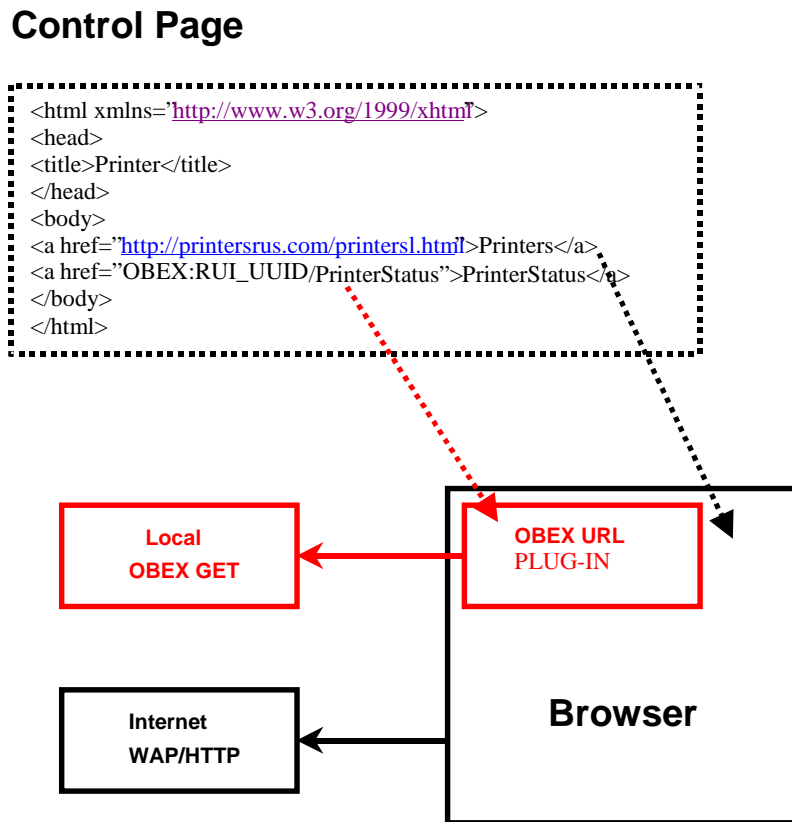 Control Page
<html xmlns=”http://www.w3.org/1999/xhtml”>
<head>
<title>Printer</title>
</head>
<body>
<a href=”http://printersrus.com/printersl.html”>Printers</a>
<a href=”OBEX:RUI_UUID/PrinterStatus”>PrinterStatus</a>
</body>
</html>
Local
OBEX GET
OBEX URL
PLUG-IN
Internet
WAP/HTTP
Browser